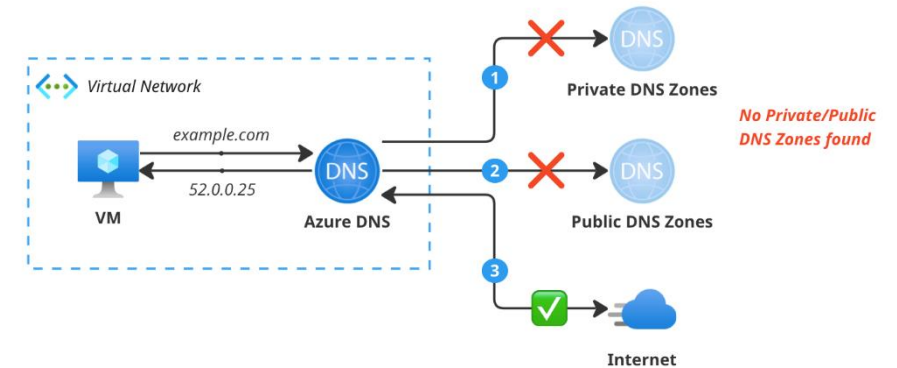 DNS
Private DNS Zones
1
Virtual Network
No Private/Public
DNS Zones found
example.com
DNS
52.0.0.25
VM
Azure DNS
2
DNS
Public DNS Zones
3
Internet